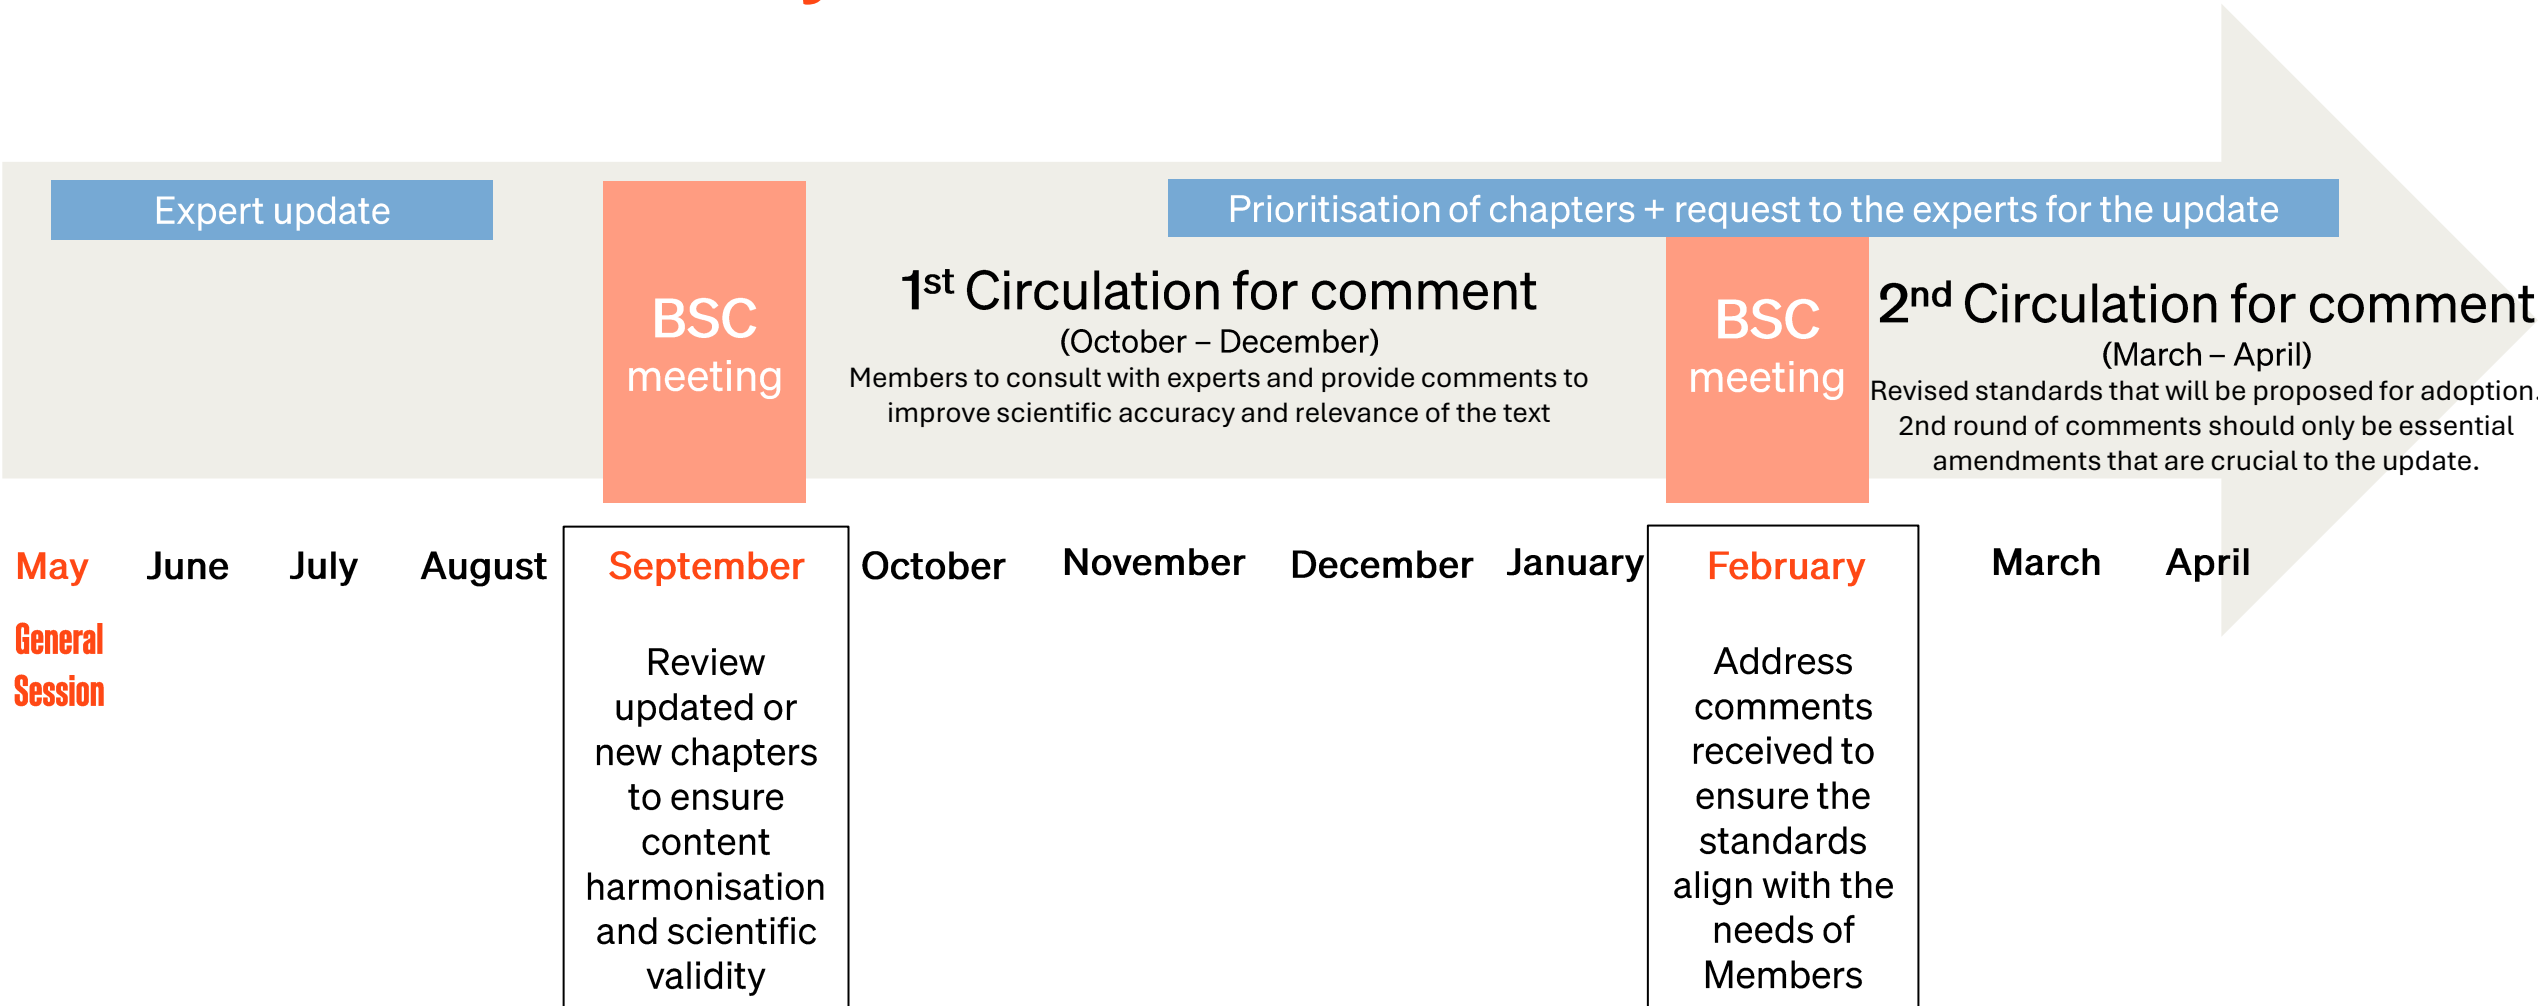 Expert update
Prioritisation of chapters + request to the experts for the update
BSC
meeting
1st Circulation for comment
(October – December)
Members to consult with experts and provide comments to
improve scientific accuracy and relevance of the text
BSC
meeting
2nd Circulation for comment
(March – April)
Revised standards that will be proposed for adoption.
2nd round of comments should only be essential
amendments that are crucial to the update.
May June July August September October November December January February March April
General
Session
Review
updated or
new chapters
to ensure
content
harmonisation
and scientific
validity
Address
comments
received to
ensure the
standards
align with the
needs of
Members